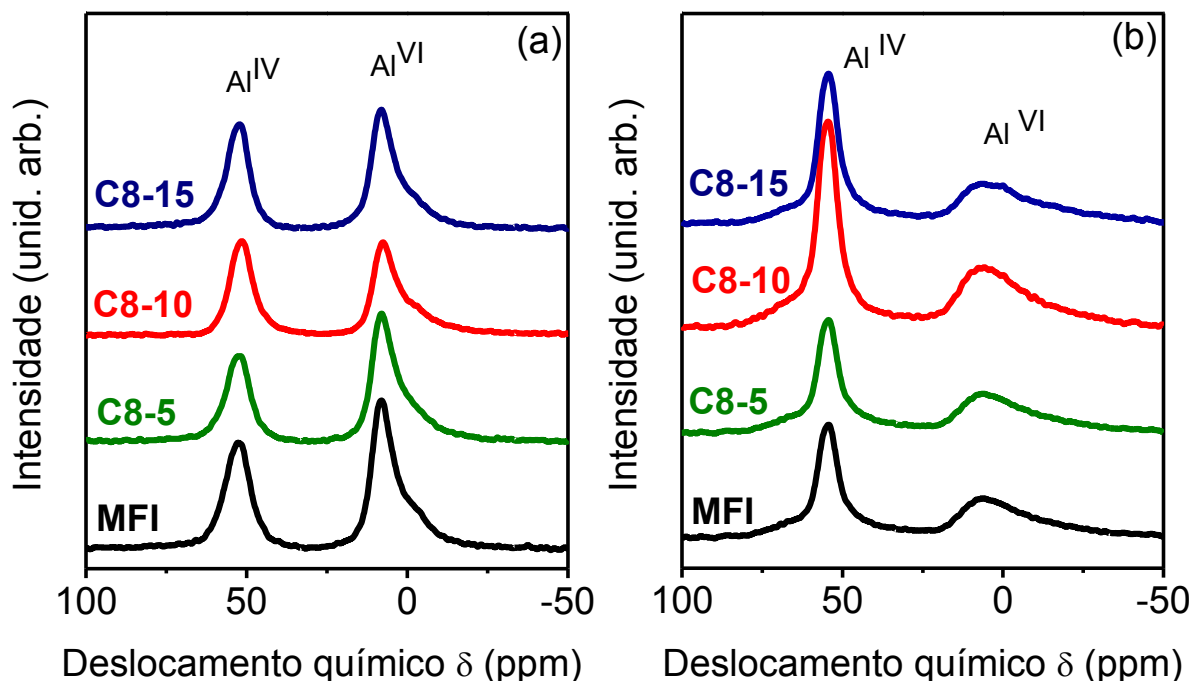 (a)
Al^IV
Al^VI
C8-15
C8-10
C8-5
MFI
100 50 0 -50
Deslocamento químico δ (ppm)
Intensidade (unid. arb.)
(b)
Al^IV
Al^VI
C8-15
C8-10
C8-5
MFI
100 50 0 -50
Deslocamento químico δ (ppm)
Intensidade (unid. arb.)